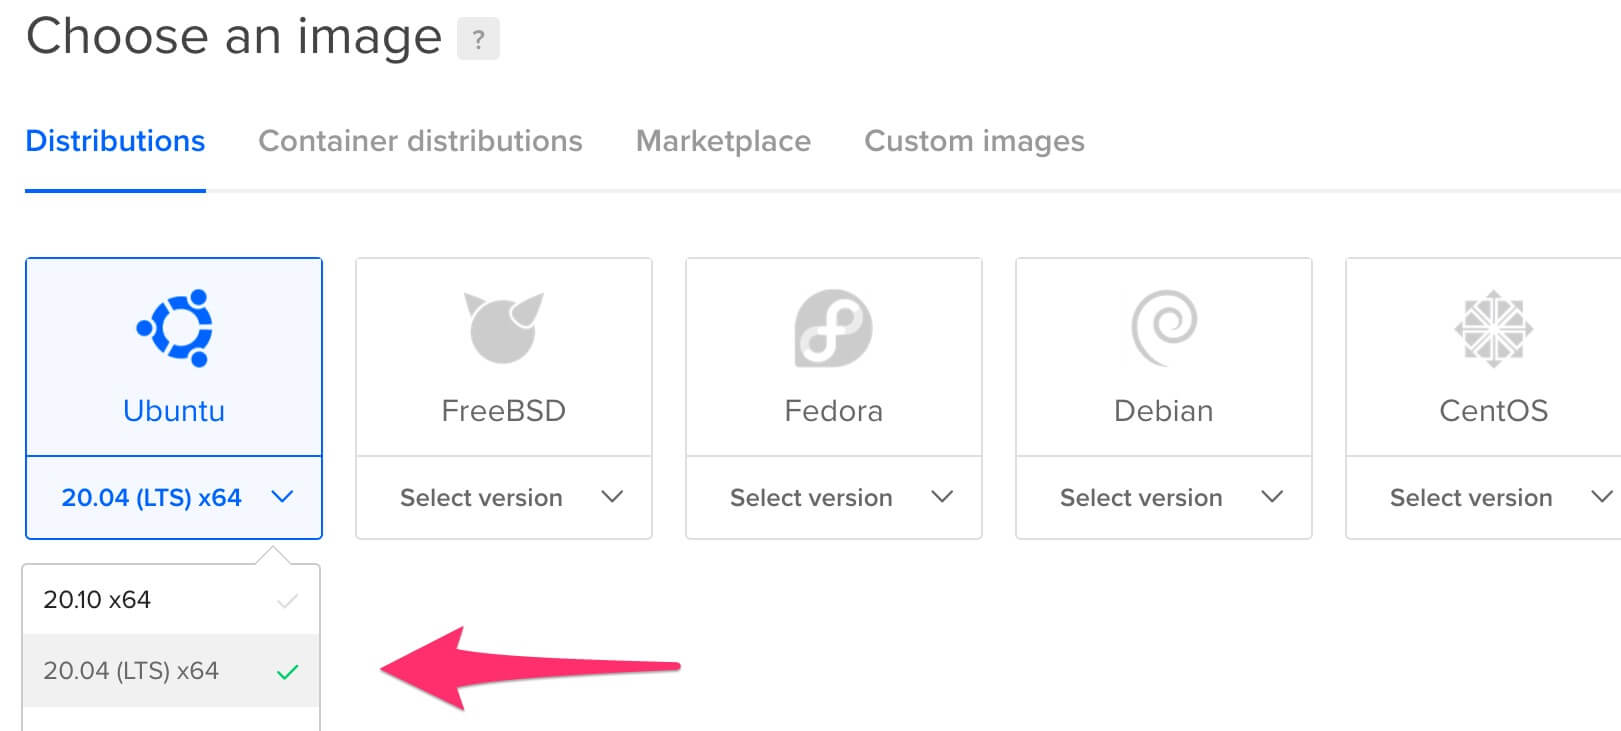 Choose an image ?
Distributions Container distributions Marketplace Custom images
Ubuntu FreeBSD Fedora Debian CentOS
20.04 (LTS) x64 Select version Select version Select version Select version
20.10 x64
20.04 (LTS) x64